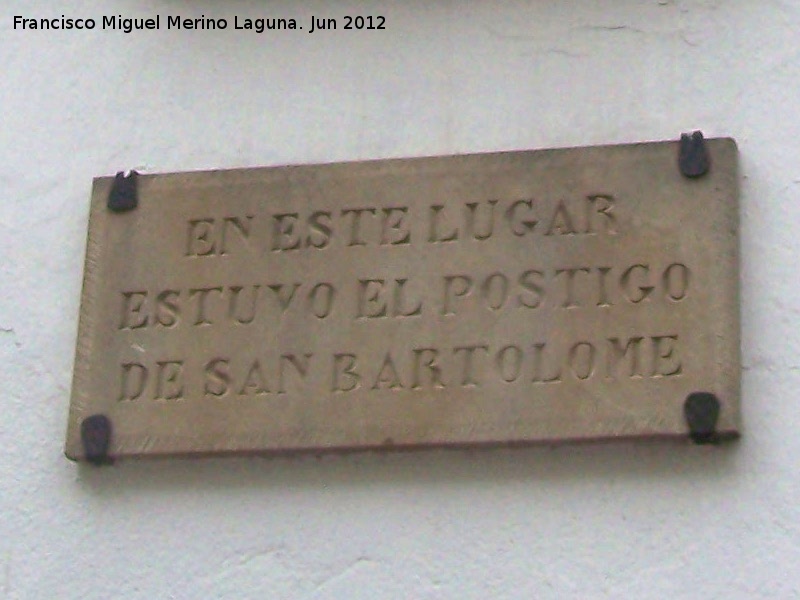 Francisco Miguel Merino Laguna. Jun 2012
EN ESTE LUGAR
ESTUVO EL POSTIGO
DE SAN BARTOLOME